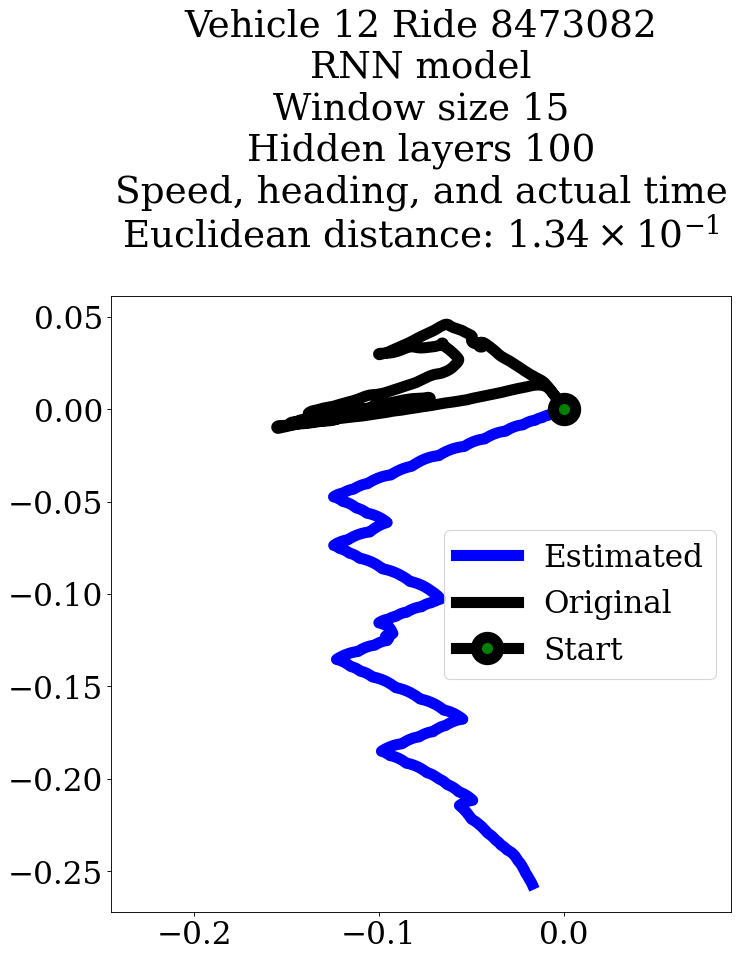 Vehicle 12 Ride 8473082
RNN model
Window size 15
Hidden layers 100
Speed, heading, and actual time
Euclidean distance: 1.34 × 10⁻¹
0.05
0.00
−0.05
−0.10
−0.15
−0.20
−0.25
Estimated
Original
Start
−0.2
−0.1
0.0